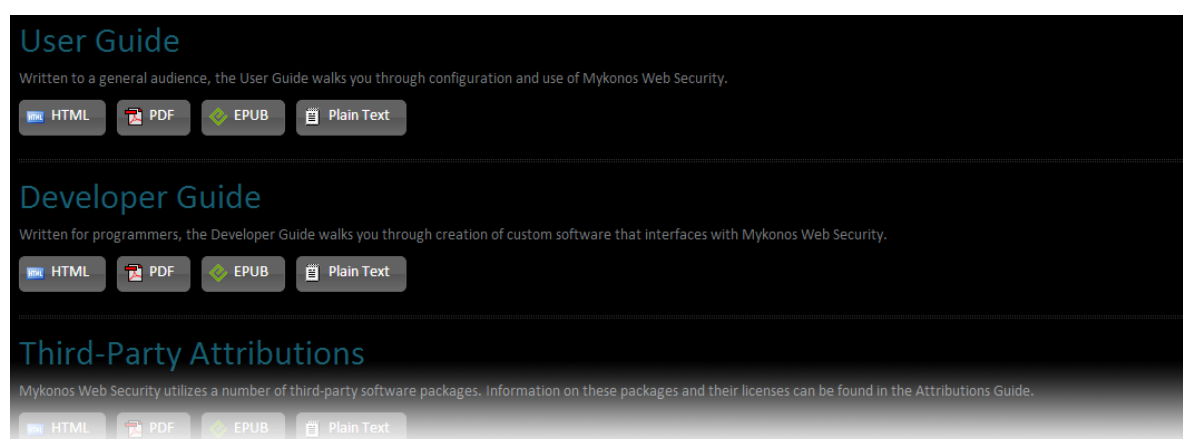 User Guide
Written to a general audience, the User Guide walks you through configuration and use of Mykonos Web Security.
HTML PDF EPUB Plain Text
Developer Guide
Written for programmers, the Developer Guide walks you through creation of custom software that interfaces with Mykonos Web Security.
HTML PDF EPUB Plain Text
Third-Party Attributions
Mykonos Web Security utilizes a number of third-party software packages. Information on these packages and their licenses can be found in the Attributions Guide.
HTML PDF EPUB Plain Text